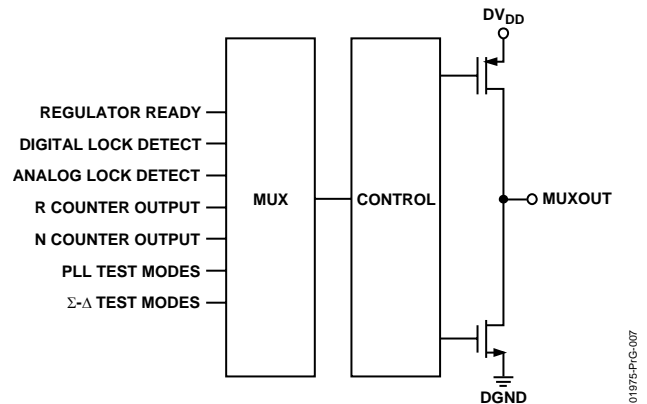 DVDD
REGULATOR READY
DIGITAL LOCK DETECT
ANALOG LOCK DETECT
R COUNTER OUTPUT
N COUNTER OUTPUT
PLL TEST MODES
Σ-Δ TEST MODES
MUX
CONTROL
MUXOUT
DGND
01975-PrG-007